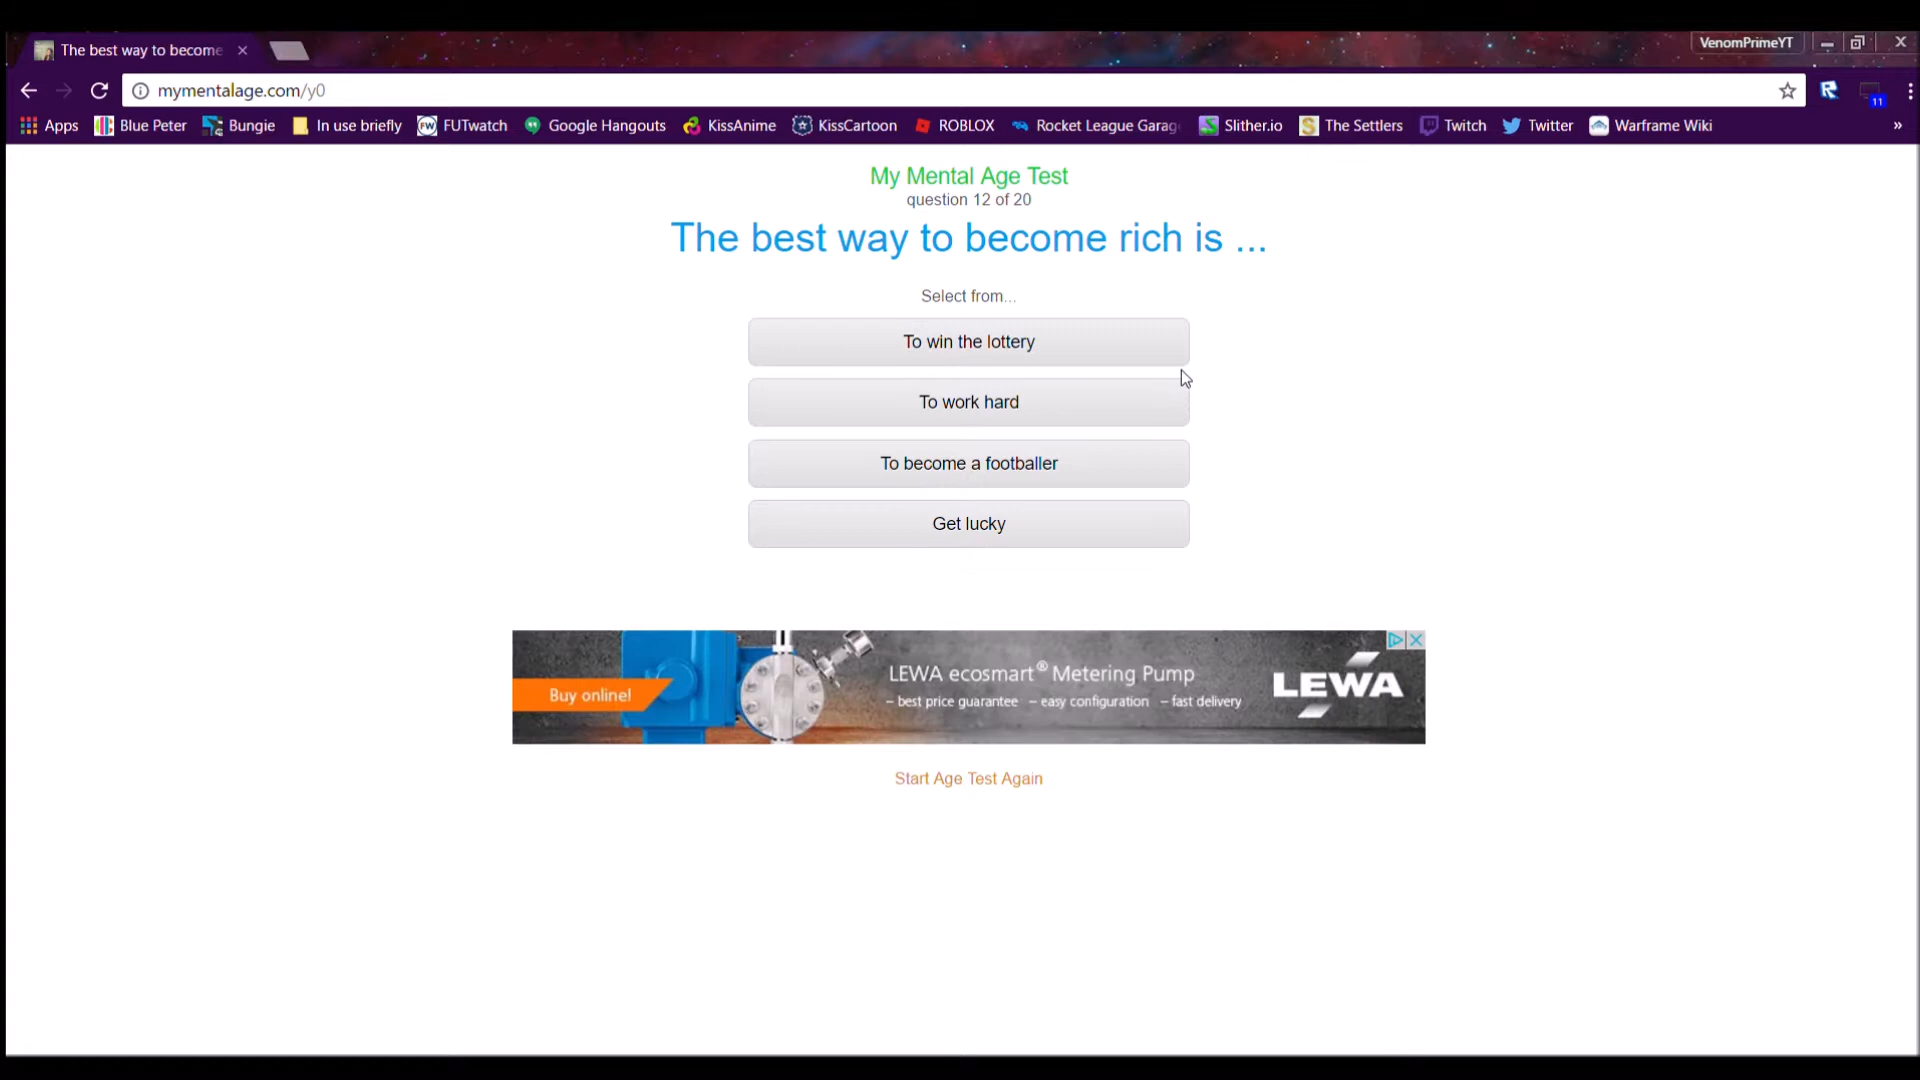 The best way to become
VenomPrimeYT
mymentalage.com/y0
11
Apps Blue Peter Bungie In use briefly FUTwatch Google Hangouts KissAnime KissCartoon ROBLOX Rocket League Garag Slither.io The Settlers Twitch Twitter Warframe Wiki »
My Mental Age Test
question 12 of 20
The best way to become rich is ...
Select from...
To win the lottery
To work hard
To become a footballer
Get lucky
Buy online!
LEWA ecosmart® Metering Pump
– best price guarantee – easy configuration – fast delivery
LEWA
Start Age Test Again